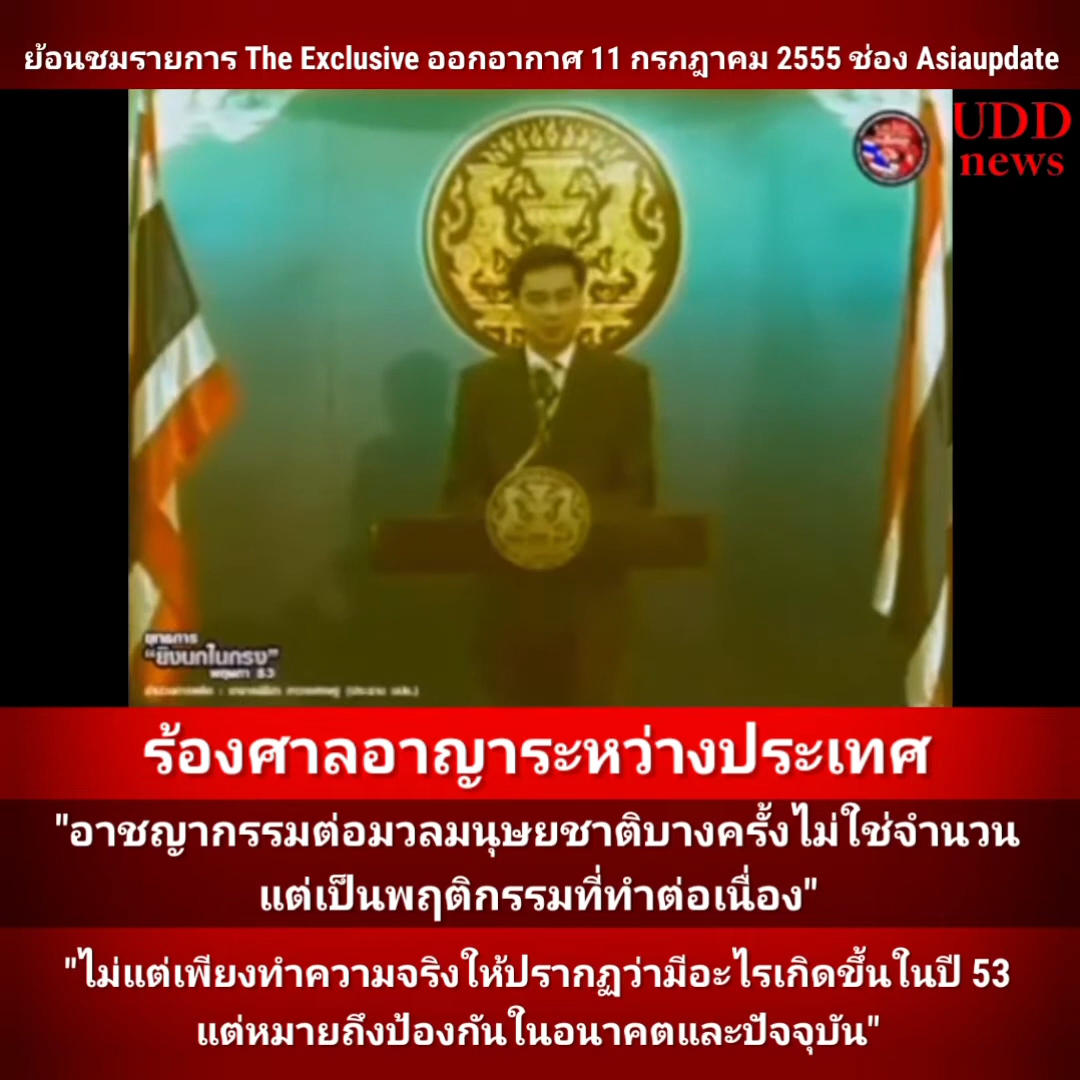 ย้อนชมรายการ The Exclusive ออกอากาศ 11 กรกฎาคม 2555 ช่อง Asiaupdate
UDD
news
ยุทธการ
"ยิงนกในกรง"
พฤษภา 53
ร้องศาลอาญาระหว่างประเทศ
"อาชญากรรมต่อมวลมนุษยชาติบางครั้งไม่ใช่จำนวน
แต่เป็นพฤติกรรมที่ทำต่อเนื่อง"
"ไม่แต่เพียงทำความจริงให้ปรากฏว่ามีอะไรเกิดขึ้นในปี 53
แต่หมายถึงป้องกันในอนาคตและปัจจุบัน"